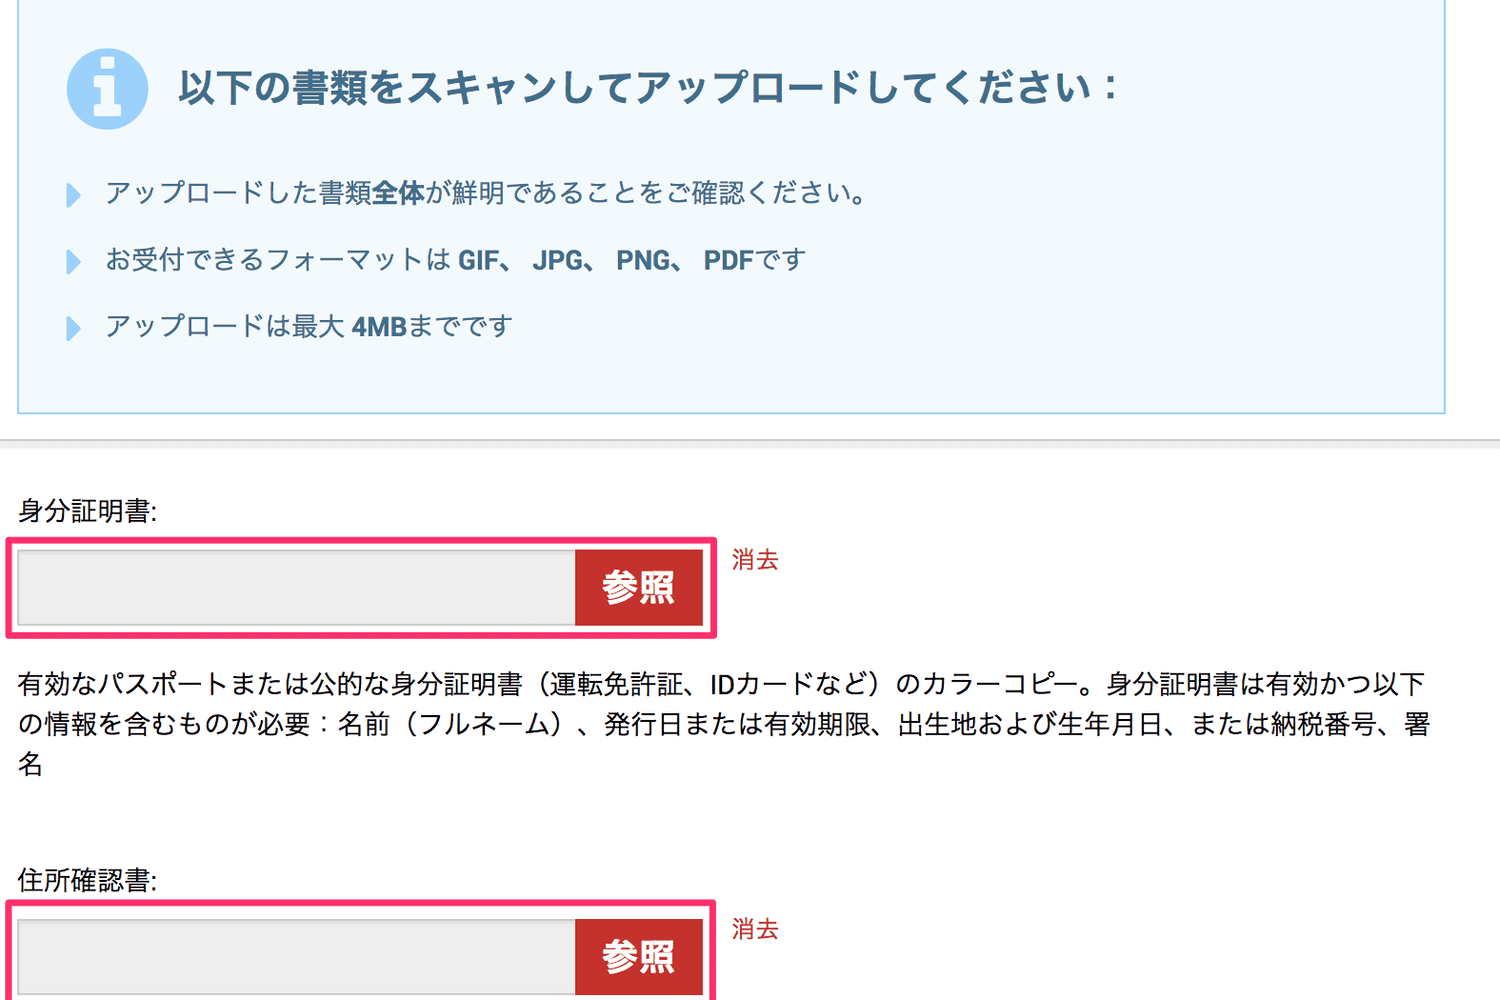 以下の書類をスキャンしてアップロードしてください：
アップロードした書類全体が鮮明であることをご確認ください。
お受付できるフォーマットは GIF、 JPG、 PNG、 PDFです
アップロードは最大 4MBまでです
身分証明書:
参照
消去
有効なパスポートまたは公的な身分証明書（運転免許証、IDカードなど）のカラーコピー。身分証明書は有効かつ以下
の情報を含むものが必要：名前（フルネーム）、発行日または有効期限、出生地および生年月日、または納税番号、署
名
住所確認書:
参照
消去